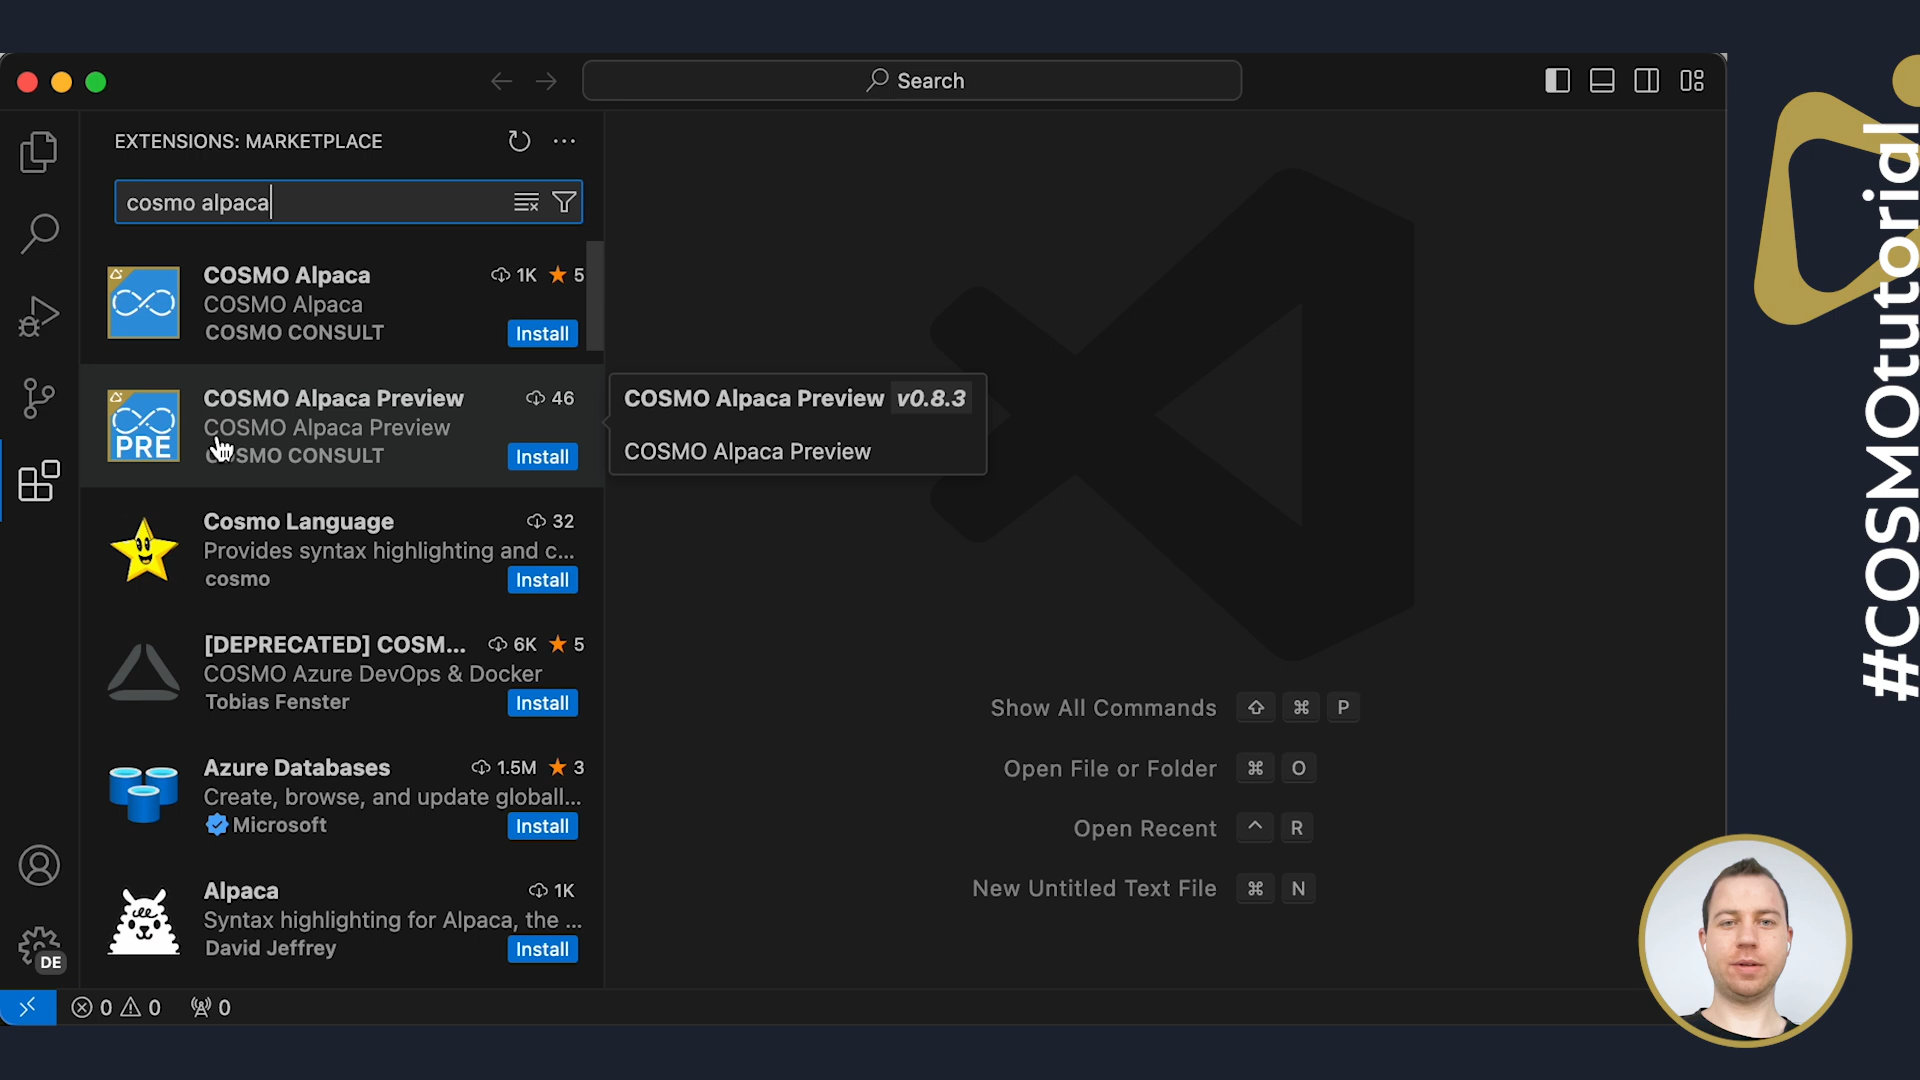 Search
EXTENSIONS: MARKETPLACE
cosmo alpaca
COSMO Alpaca 1K 5
COSMO Alpaca
COSMO CONSULT Install
COSMO Alpaca Preview 46
PRE
COSMO Alpaca Preview
COSMO CONSULT Install
COSMO Alpaca Preview v0.8.3
COSMO Alpaca Preview
Cosmo Language 32
Provides syntax highlighting and c...
cosmo Install
[DEPRECATED] COSM... 6K 5
COSMO Azure DevOps & Docker
Tobias Fenster Install
Azure Databases 1.5M 3
Create, browse, and update globall...
Microsoft Install
Alpaca 1K
Syntax highlighting for Alpaca, the ...
David Jeffrey Install
Show All Commands ⇧ ⌘ P
Open File or Folder ⌘ O
Open Recent ^ R
New Untitled Text File ⌘ N
DE
0 0 0
#COSMOtutorial